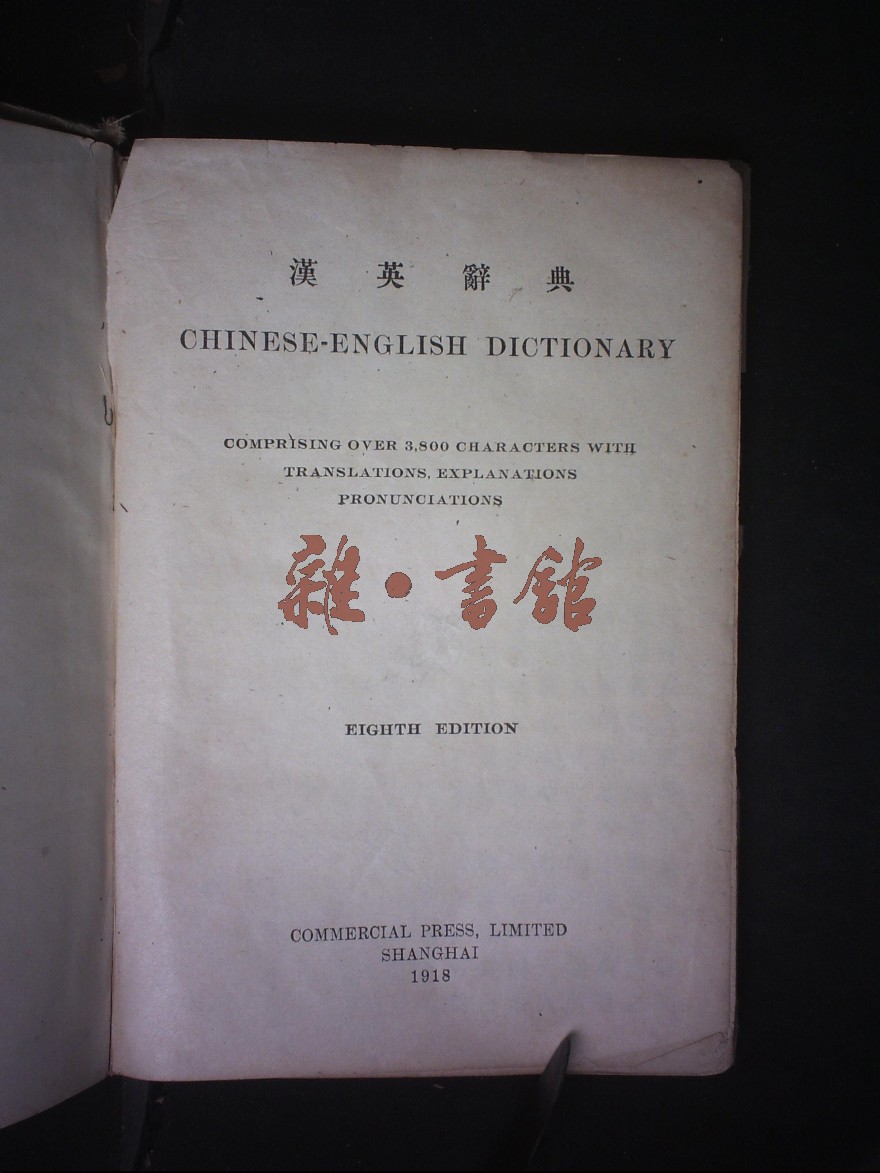 漢英辭典
CHINESE-ENGLISH DICTIONARY
COMPRISING OVER 3,800 CHARACTERS WITH
TRANSLATIONS, EXPLANATIONS
PRONUNCIATIONS
雜•書館
EIGHTH EDITION
COMMERCIAL PRESS, LIMITED
SHANGHAI
1918